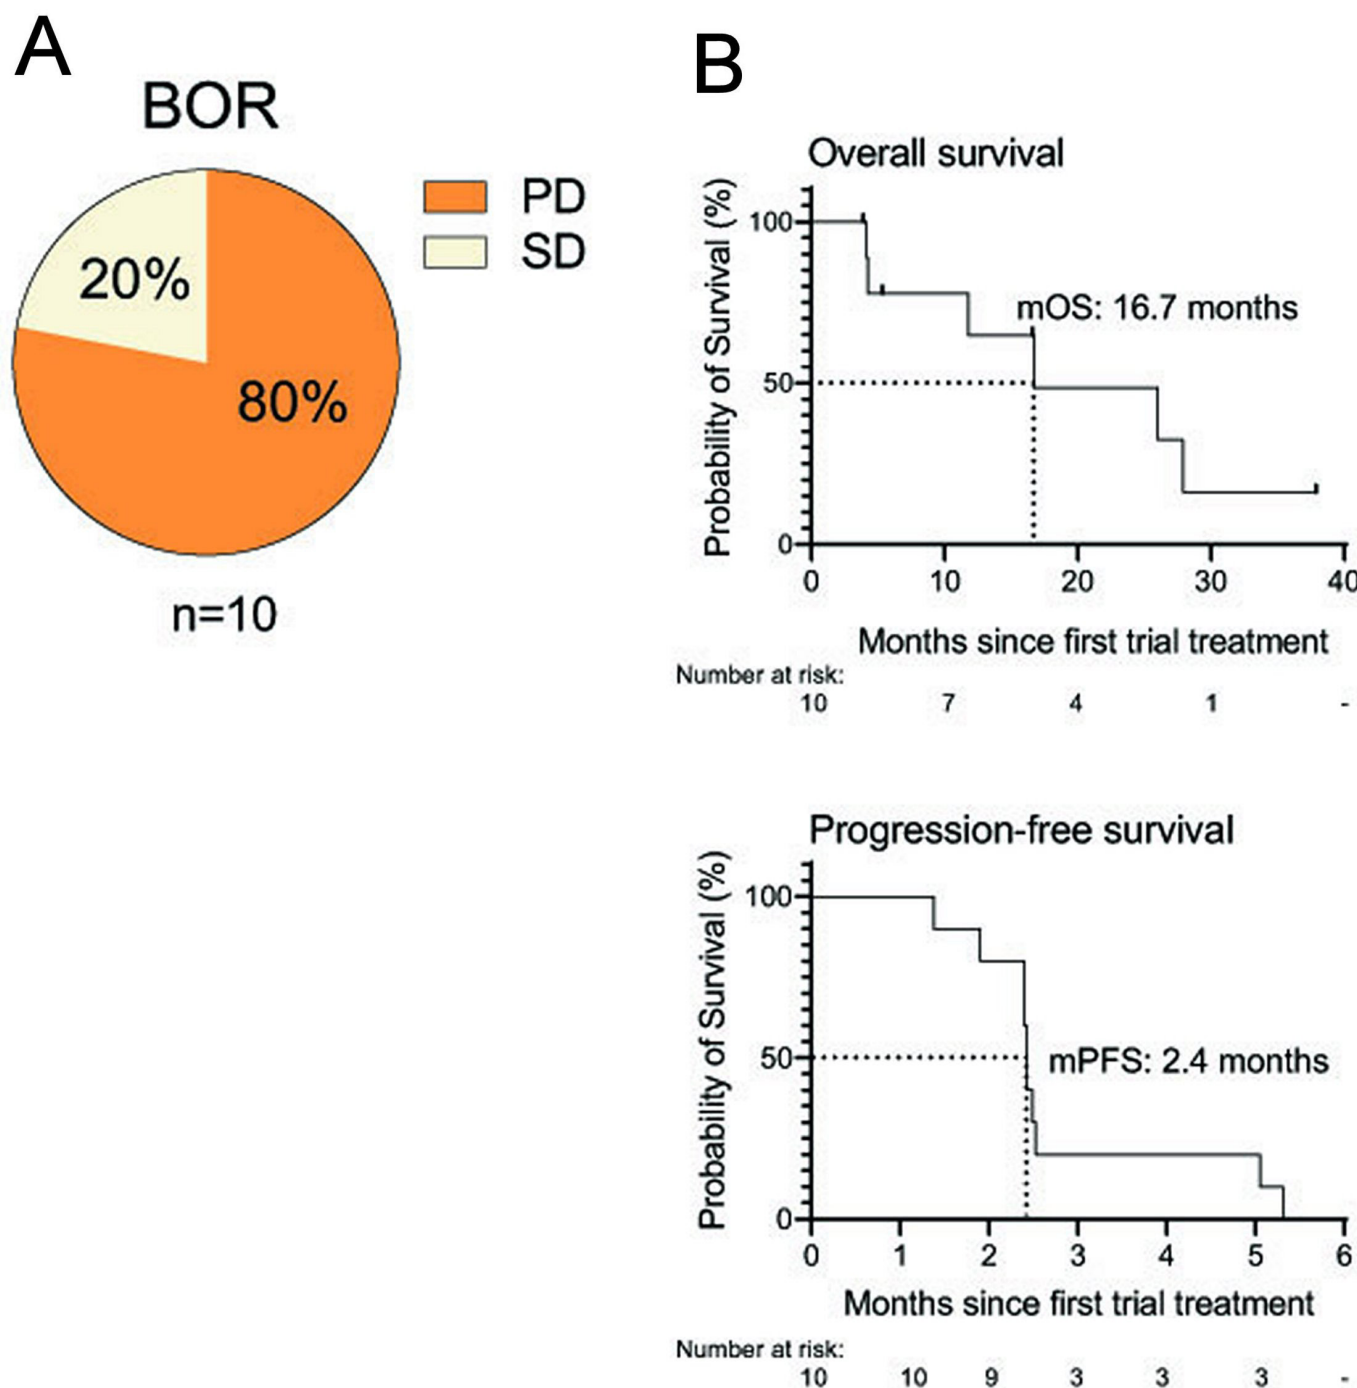 A
BOR
PD
SD
20%
80%
n=10
B
Overall survival
Probability of Survival (%)
100
50
0
mOS: 16.7 months
0 10 20 30 40
Months since first trial treatment
Number at risk:
10 7 4 1 -
Progression-free survival
Probability of Survival (%)
100
50
0
mPFS: 2.4 months
0 1 2 3 4 5 6
Months since first trial treatment
Number at risk:
10 10 9 3 3 3 -